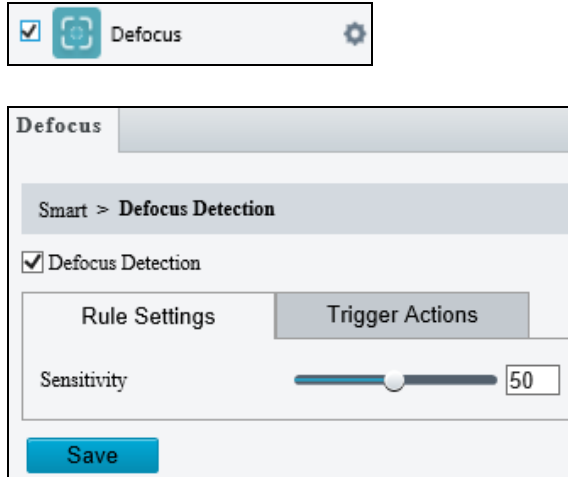 Defocus
Defocus
Smart > Defocus Detection
Defocus Detection
Rule Settings Trigger Actions
Sensitivity 50
Save